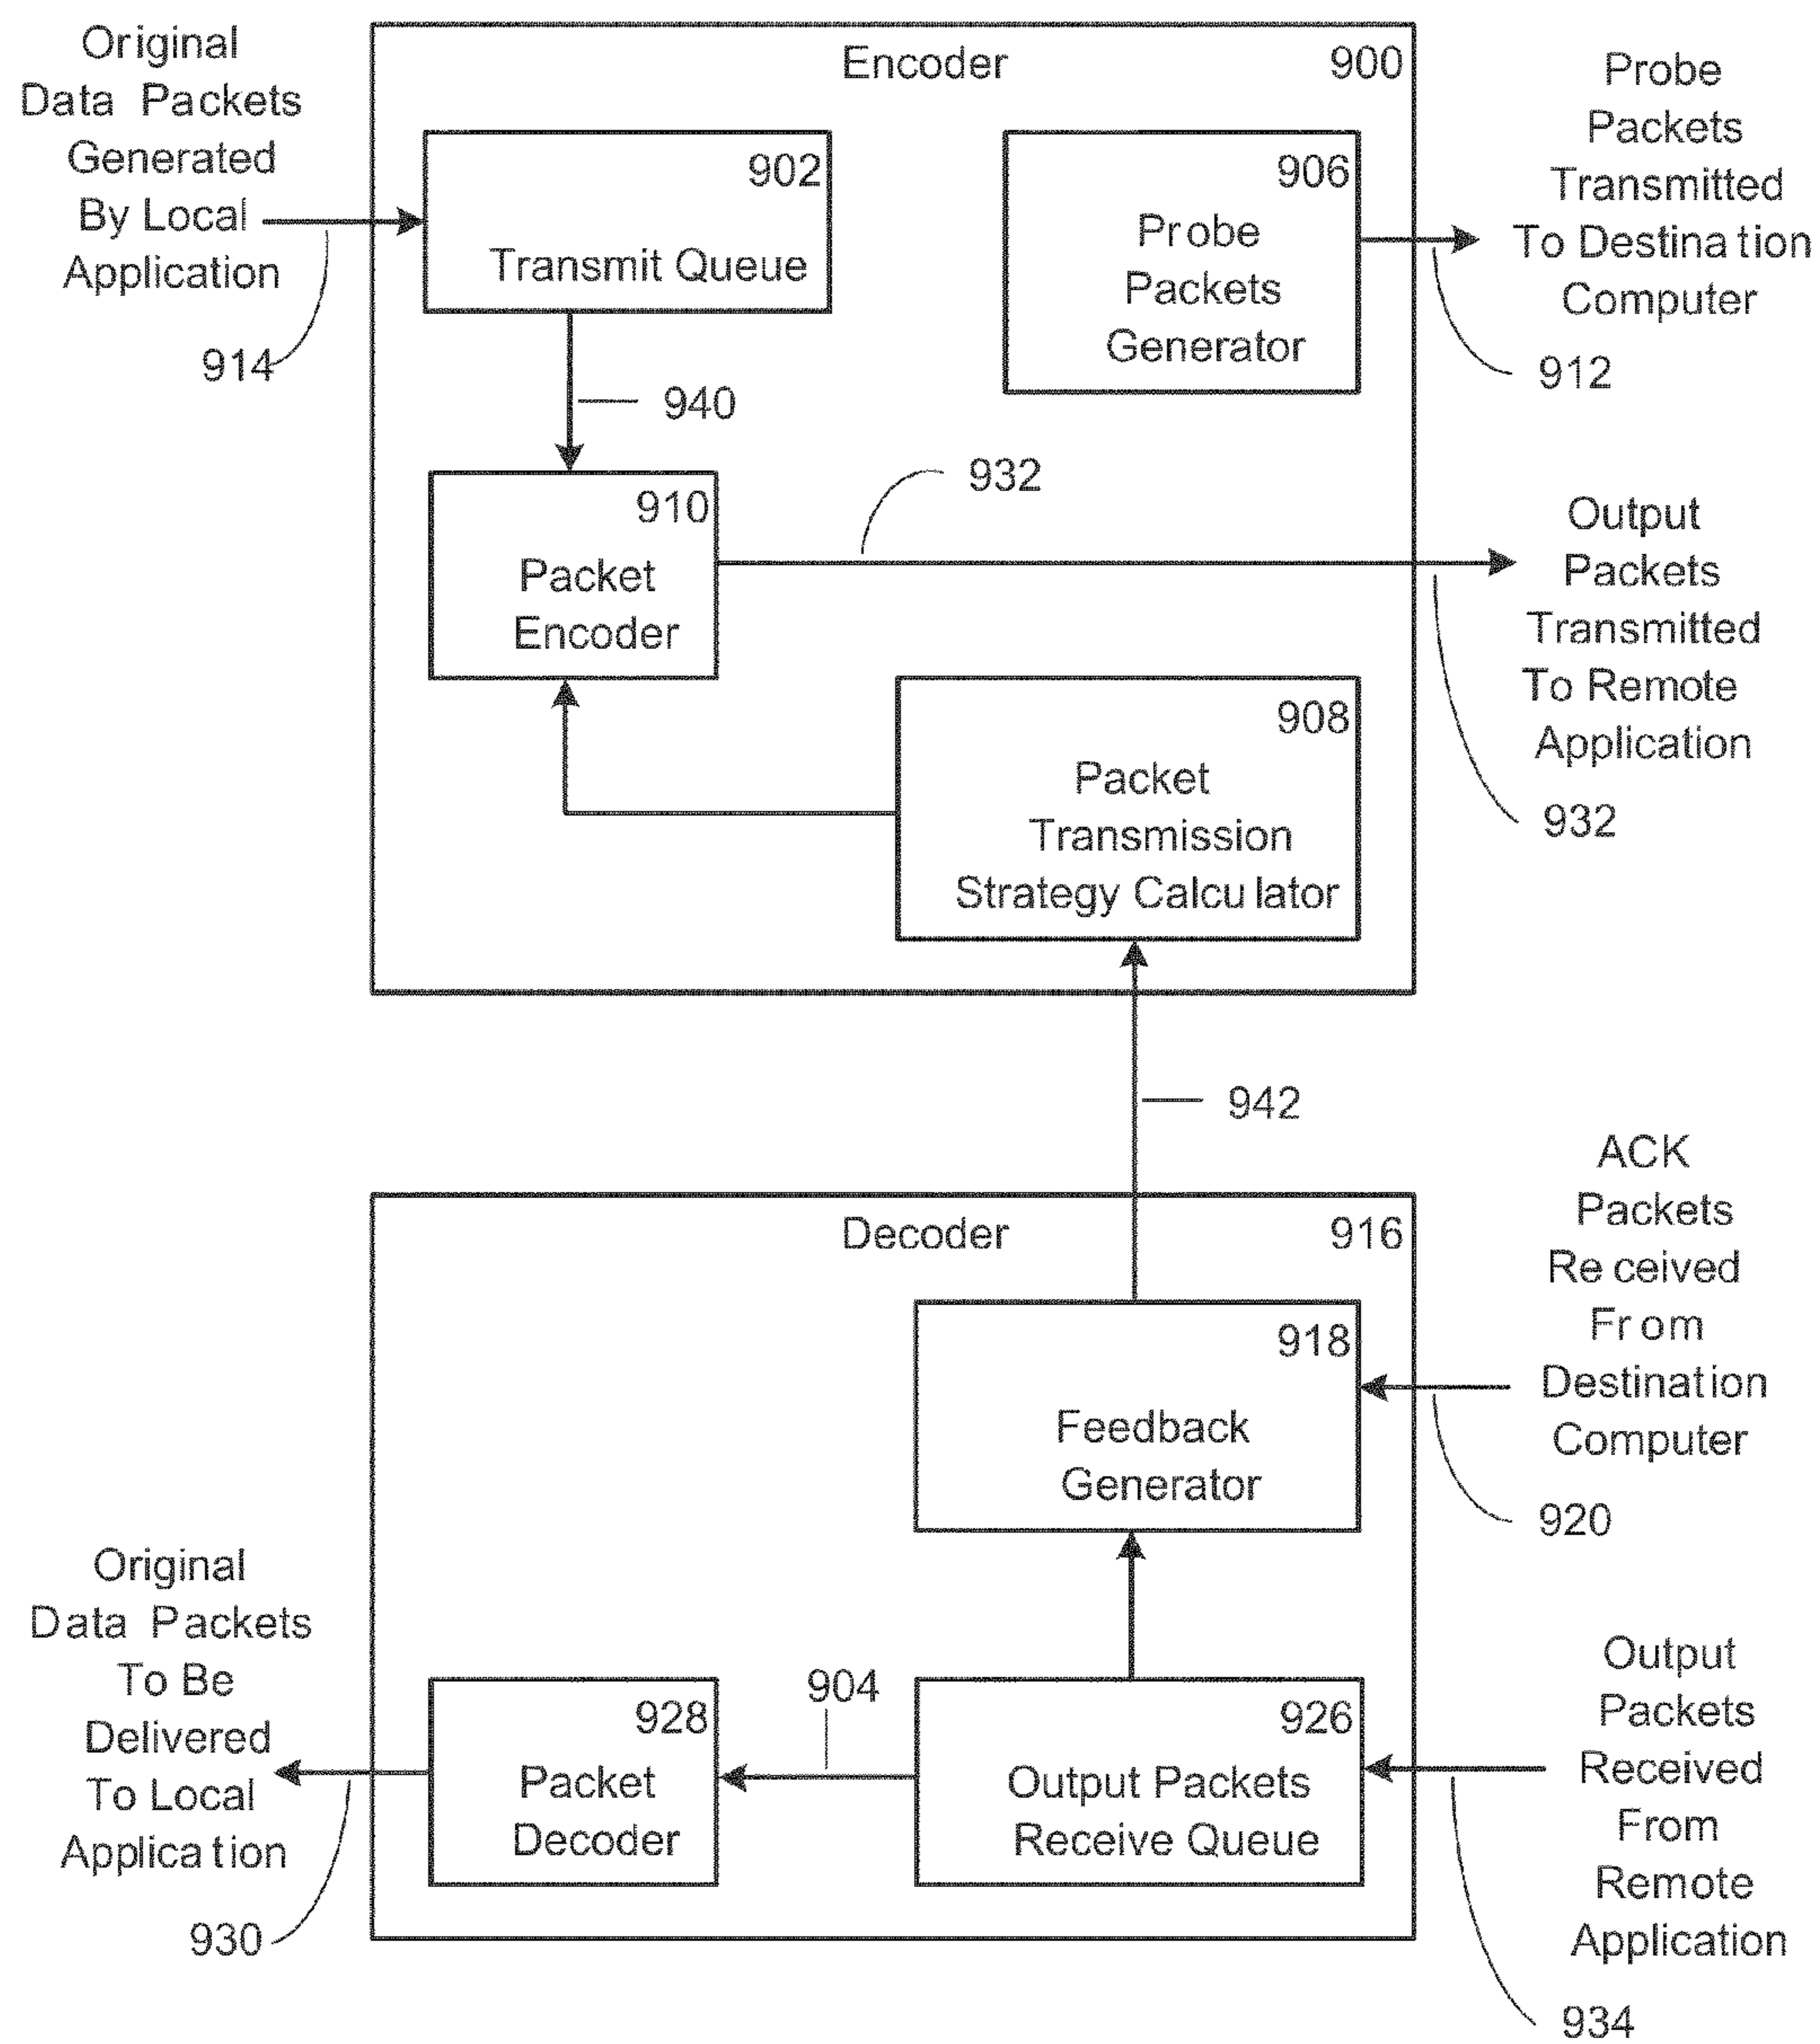 Original
Data Packets
Generated
By Local
Application
914
Encoder
900
902
Transmit Queue
906
Probe
Packets
Generator
Probe
Packets
Transmitted
To Destination
Computer
912
940
932
910
Packet
Encoder
Output
Packets
Transmitted
To Remote
Application
932
908
Packet
Transmission
Strategy Calculator
942
Decoder
916
918
Feedback
Generator
ACK
Packets
Received
From
Destination
Computer
920
Original
Data Packets
To Be
Delivered
To Local
Application
930
928
Packet
Decoder
904
926
Output Packets
Receive Queue
Output
Packets
Received
From
Remote
Application
934